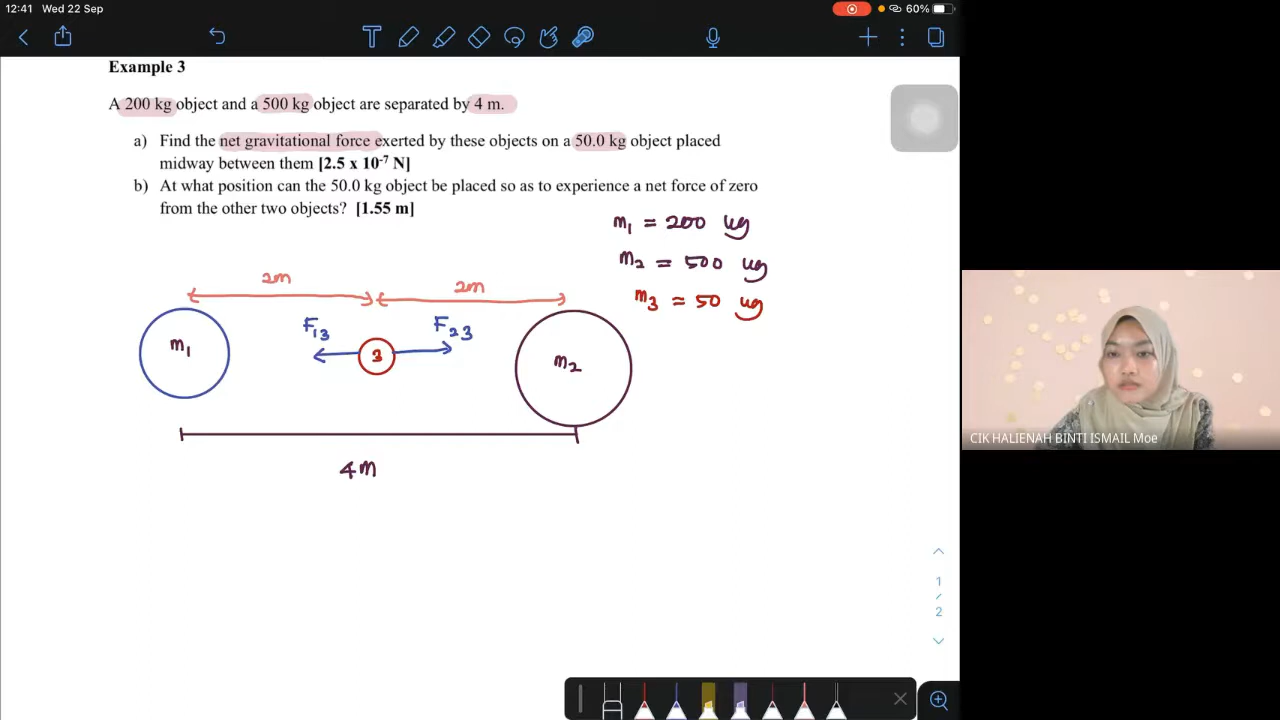 12:41 Wed 22 Sep
60%
T
Example 3
A 200 kg object and a 500 kg object are separated by 4 m.
a) Find the net gravitational force exerted by these objects on a 50.0 kg object placed
midway between them [2.5 x 10⁻⁷ N]
b) At what position can the 50.0 kg object be placed so as to experience a net force of zero
from the other two objects? [1.55 m]
m₁ = 200 kg
m₂ = 500 kg
m₃ = 50 kg
2m
2m
F₁₃
F₂₃
m₁
3
m₂
4m
CIK HALIENAH BINTI ISMAIL Moe
1
/
2